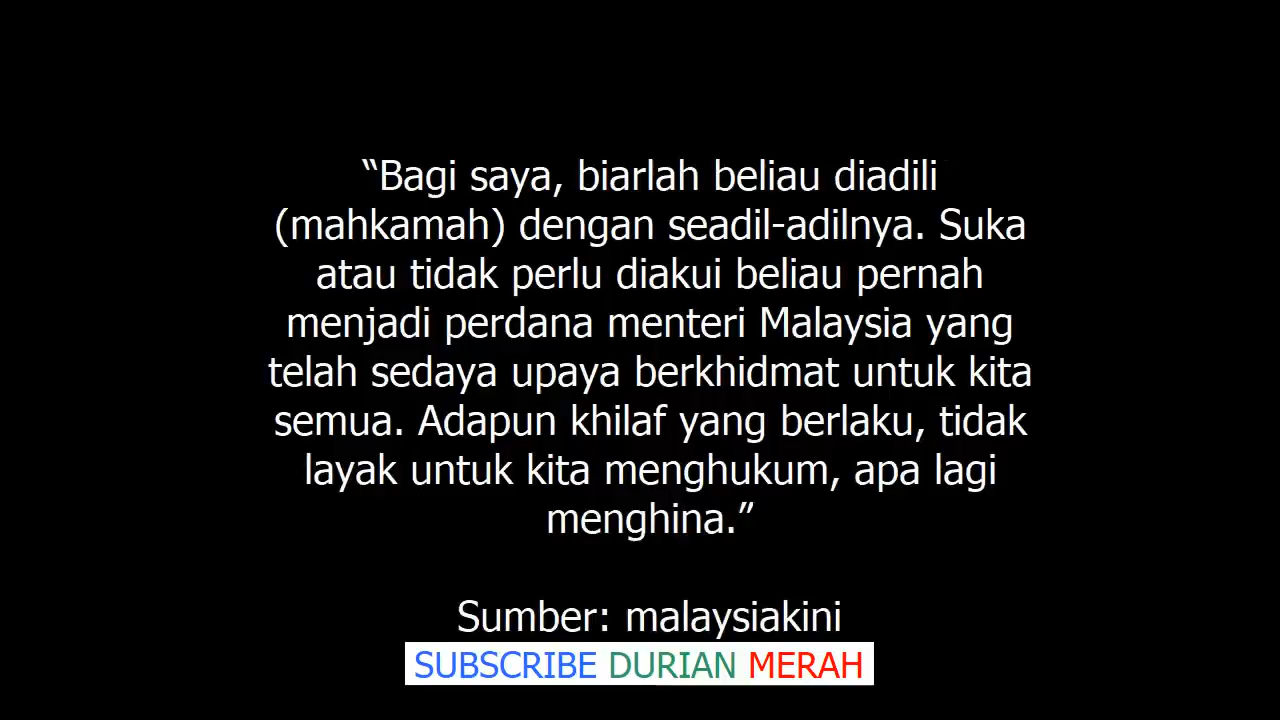 “Bagi saya, biarlah beliau diadili
(mahkamah) dengan seadil-adilnya. Suka
atau tidak perlu diakui beliau pernah
menjadi perdana menteri Malaysia yang
telah sedaya upaya berkhidmat untuk kita
semua. Adapun khilaf yang berlaku, tidak
layak untuk kita menghukum, apa lagi
menghina.”
Sumber: malaysiakini
SUBSCRIBE DURIAN MERAH